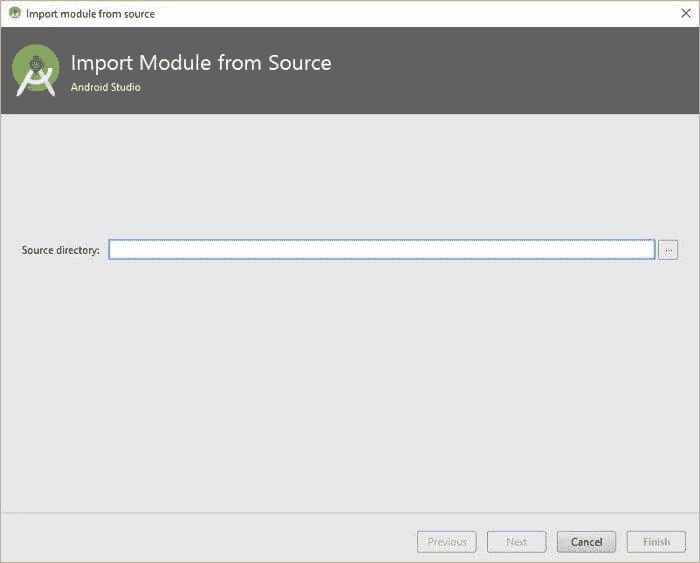 Import module from source
Import Module from Source
Android Studio
Source directory:
...
Previous Next Cancel Finish